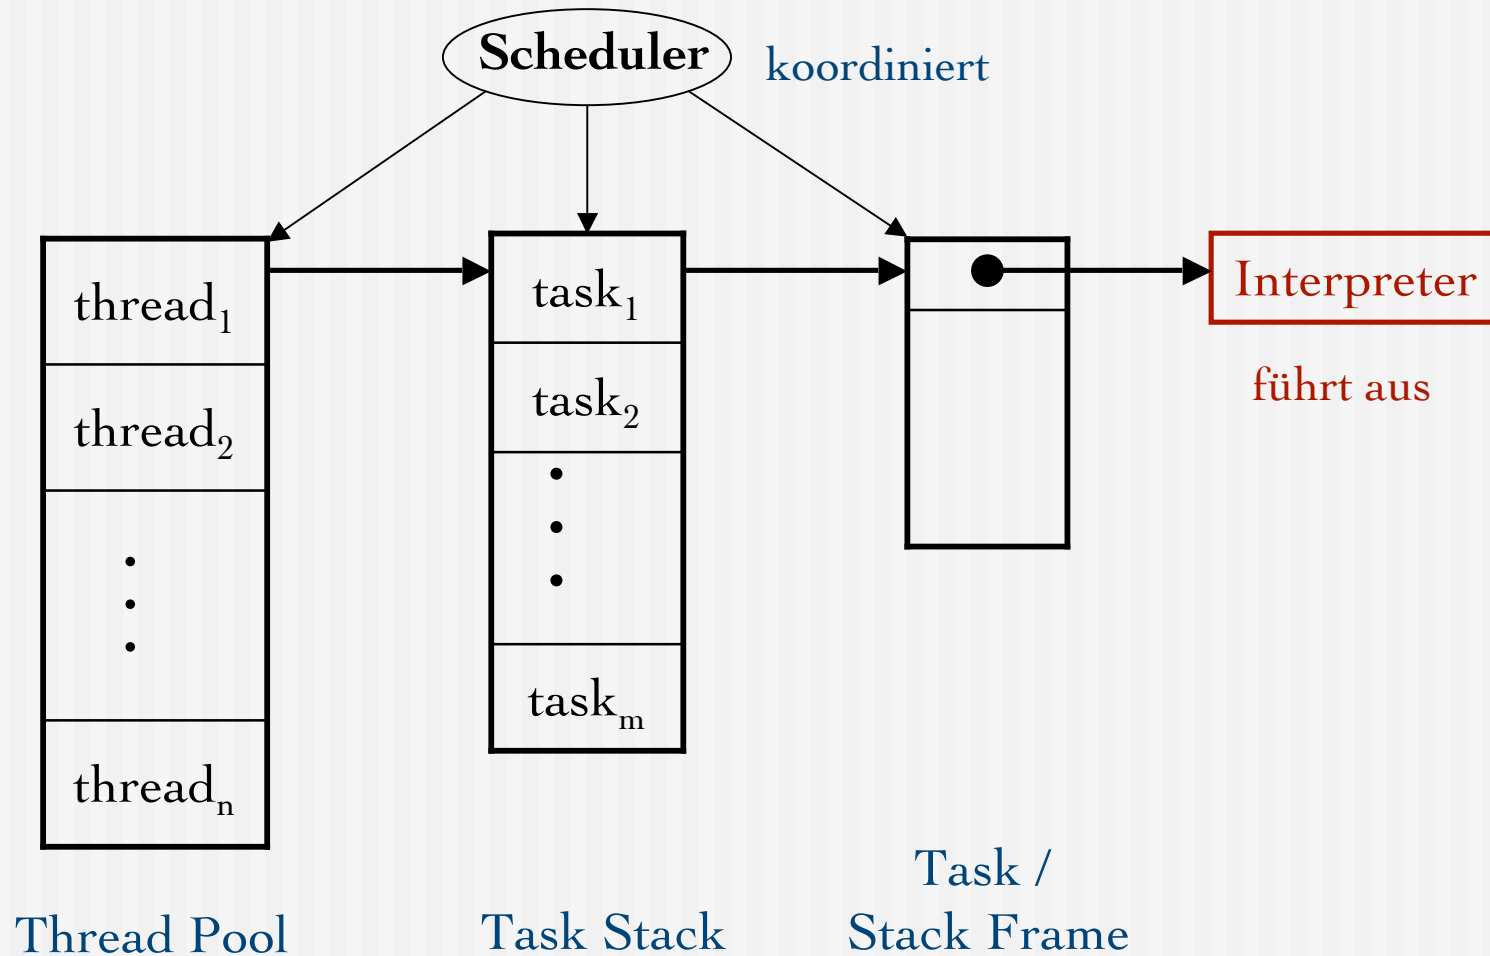 Scheduler
koordiniert
thread₁
thread₂
threadₙ
task₁
task₂
taskₘ
Interpreter
führt aus
Thread Pool
Task Stack
Task /
Stack Frame